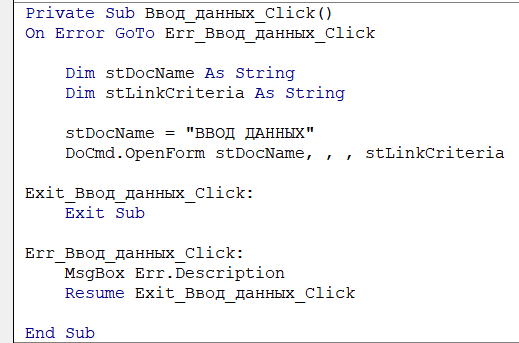 Private Sub Ввод_данных_Click()
On Error GoTo Err_Ввод_данных_Click
Dim stDocName As String
Dim stLinkCriteria As String
stDocName = "ВВОД ДАННЫХ"
DoCmd.OpenForm stDocName, , , stLinkCriteria
Exit_Ввод_данных_Click:
Exit Sub
Err_Ввод_данных_Click:
MsgBox Err.Description
Resume Exit_Ввод_данных_Click
End Sub